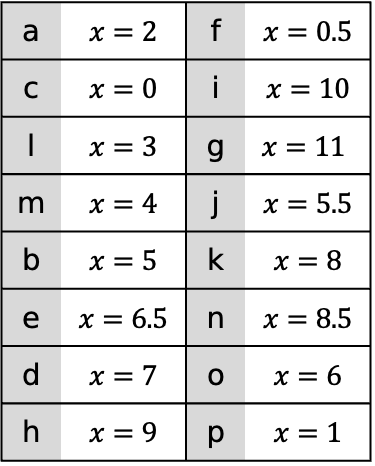 a x = 2 f x = 0.5
c x = 0 i x = 10
l x = 3 g x = 11
m x = 4 j x = 5.5
b x = 5 k x = 8
e x = 6.5 n x = 8.5
d x = 7 o x = 6
h x = 9 p x = 1